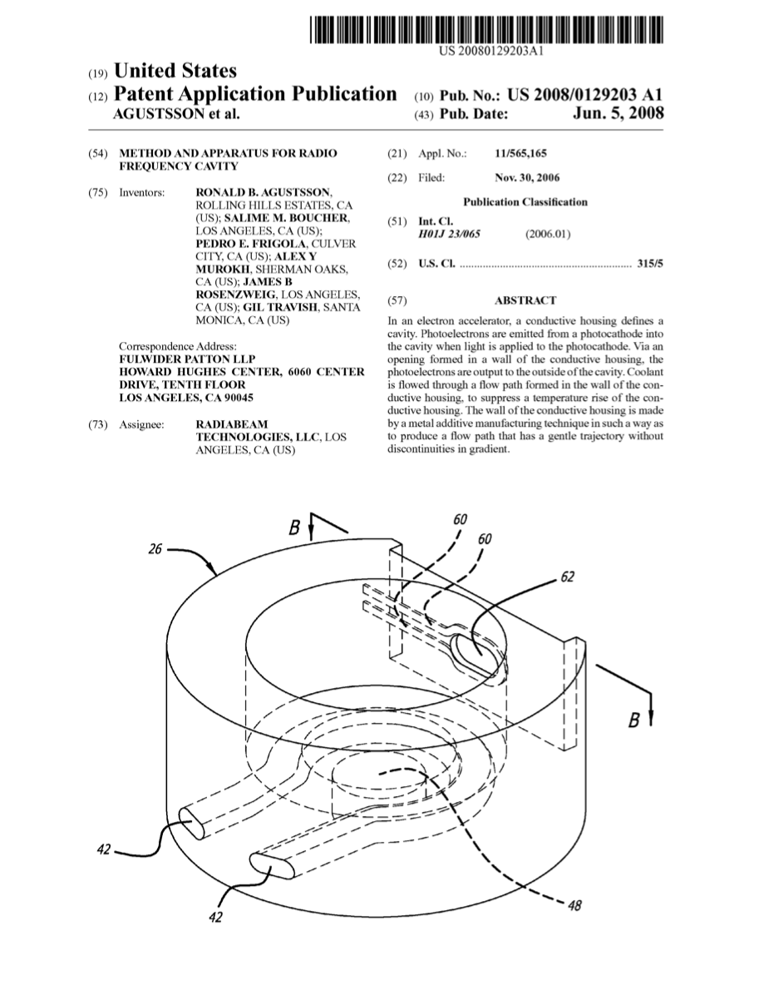 US 20080129203A1
(19) United States
(12) Patent Application Publication
AGUSTSSON et al.
(10) Pub. No.: US 2008/0129203 A1
(43) Pub. Date: Jun. 5, 2008
(54) METHOD AND APPARATUS FOR RADIO
FREQUENCY CAVITY
(75) Inventors: RONALD B. AGUSTSSON,
ROLLING HILLS ESTATES, CA
(US); SALIME M. BOUCHER,
LOS ANGELES, CA (US);
PEDRO E. FRIGOLA, CULVER
CITY, CA (US); ALEX Y
MUROKH, SHERMAN OAKS,
CA (US); JAMES B
ROSENZWEIG, LOS ANGELES,
CA (US); GIL TRAVISH, SANTA
MONICA, CA (US)
Correspondence Address:
FULWIDER PATTON LLP
HOWARD HUGHES CENTER, 6060 CENTER
DRIVE, TENTH FLOOR
LOS ANGELES, CA 90045
(73) Assignee: RADIABEAM
TECHNOLOGIES, LLC, LOS
ANGELES, CA (US)
(21) Appl. No.: 11/565,165
(22) Filed: Nov. 30, 2006
Publication Classification
(51) Int. Cl.
H01J 23/065 (2006.01)
(52) U.S. Cl. ............................................................. 315/5
(57) ABSTRACT
In an electron accelerator, a conductive housing defines a
cavity. Photoelectrons are emitted from a photocathode into
the cavity when light is applied to the photocathode. Via an
opening formed in a wall of the conductive housing, the
photoelectrons are output to the outside of the cavity. Coolant
is flowed through a flow path formed in the wall of the con-
ductive housing, to suppress a temperature rise of the con-
ductive housing. The wall of the conductive housing is made
by a metal additive manufacturing technique in such a way as
to produce a flow path that has a gentle trajectory without
discontinuities in gradient.
B
60
60
26
62
B
42
42
48